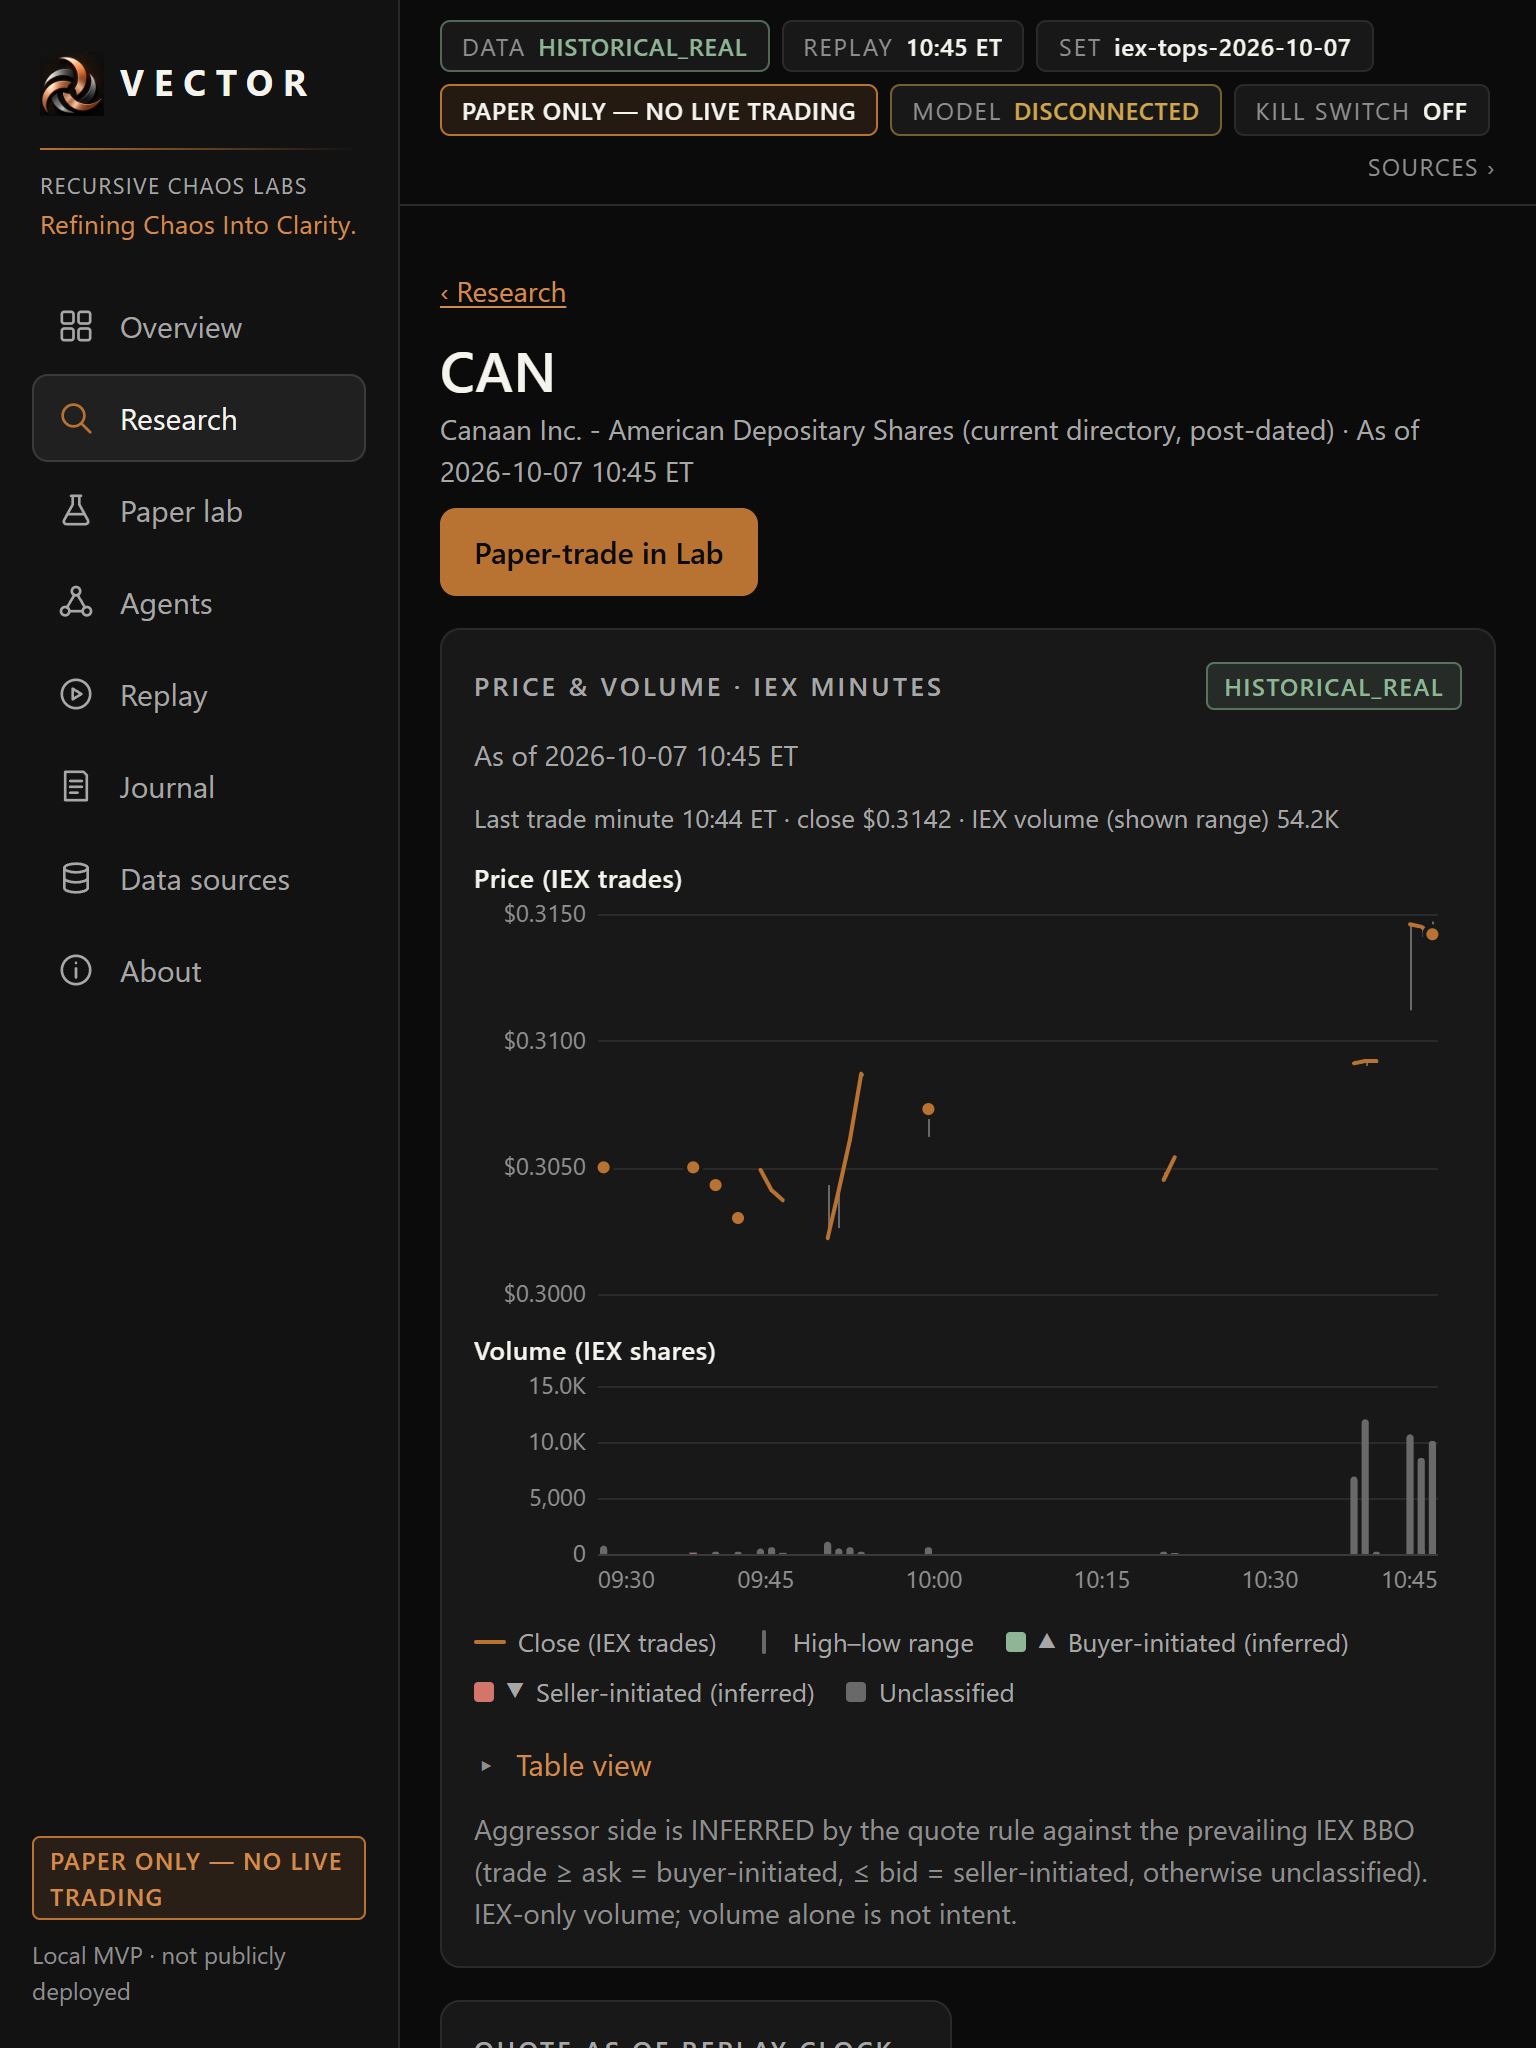 VECTOR
RECURSIVE CHAOS LABS
Refining Chaos Into Clarity.
Overview
Research
Paper lab
Agents
Replay
Journal
Data sources
About
PAPER ONLY — NO LIVE
TRADING
Local MVP · not publicly
deployed
DATA HISTORICAL_REAL
REPLAY 10:45 ET
SET iex-tops-2026-10-07
PAPER ONLY — NO LIVE TRADING
MODEL DISCONNECTED
KILL SWITCH OFF
SOURCES ›
‹ Research
CAN
Canaan Inc. - American Depositary Shares (current directory, post-dated) · As of
2026-10-07 10:45 ET
Paper-trade in Lab
PRICE & VOLUME · IEX MINUTES
HISTORICAL_REAL
As of 2026-10-07 10:45 ET
Last trade minute 10:44 ET · close $0.3142 · IEX volume (shown range) 54.2K
Price (IEX trades)
$0.3150
$0.3100
$0.3050
$0.3000
Volume (IEX shares)
15.0K
10.0K
5,000
0
09:30 09:45 10:00 10:15 10:30 10:45
Close (IEX trades) High–low range ▲ Buyer-initiated (inferred)
▼ Seller-initiated (inferred) Unclassified
▸ Table view
Aggressor side is INFERRED by the quote rule against the prevailing IEX BBO
(trade ≥ ask = buyer-initiated, ≤ bid = seller-initiated, otherwise unclassified).
IEX-only volume; volume alone is not intent.
QUOTE AS OF REPLAY CLOCK